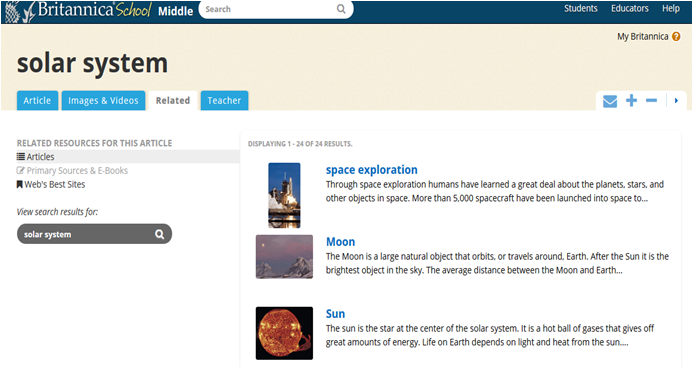 Britannica School Middle Search Students Educators Help
My Britannica ?
solar system
Article Images & Videos Related Teacher
RELATED RESOURCES FOR THIS ARTICLE
Articles
Primary Sources & E-Books
Web's Best Sites
View search results for:
solar system
DISPLAYING 1 - 24 OF 24 RESULTS.
space exploration
Through space exploration humans have learned a great deal about the planets, stars, and
other objects in space. More than 5,000 spacecraft have been launched into space to...
Moon
The Moon is a large natural object that orbits, or travels around, Earth. After the Sun it is the
brightest object in the sky. The average distance between the Moon and Earth...
Sun
The sun is the star at the center of the solar system. It is a hot ball of gases that gives off
great amounts of energy. Life on Earth depends on light and heat from the sun....